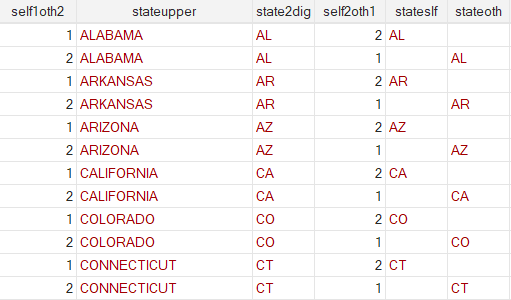 self1oth2 stateupper state2dig self2oth1 stateslf stateoth
1 ALABAMA AL 2 AL
2 ALABAMA AL 1 AL
1 ARKANSAS AR 2 AR
2 ARKANSAS AR 1 AR
1 ARIZONA AZ 2 AZ
2 ARIZONA AZ 1 AZ
1 CALIFORNIA CA 2 CA
2 CALIFORNIA CA 1 CA
1 COLORADO CO 2 CO
2 COLORADO CO 1 CO
1 CONNECTICUT CT 2 CT
2 CONNECTICUT CT 1 CT